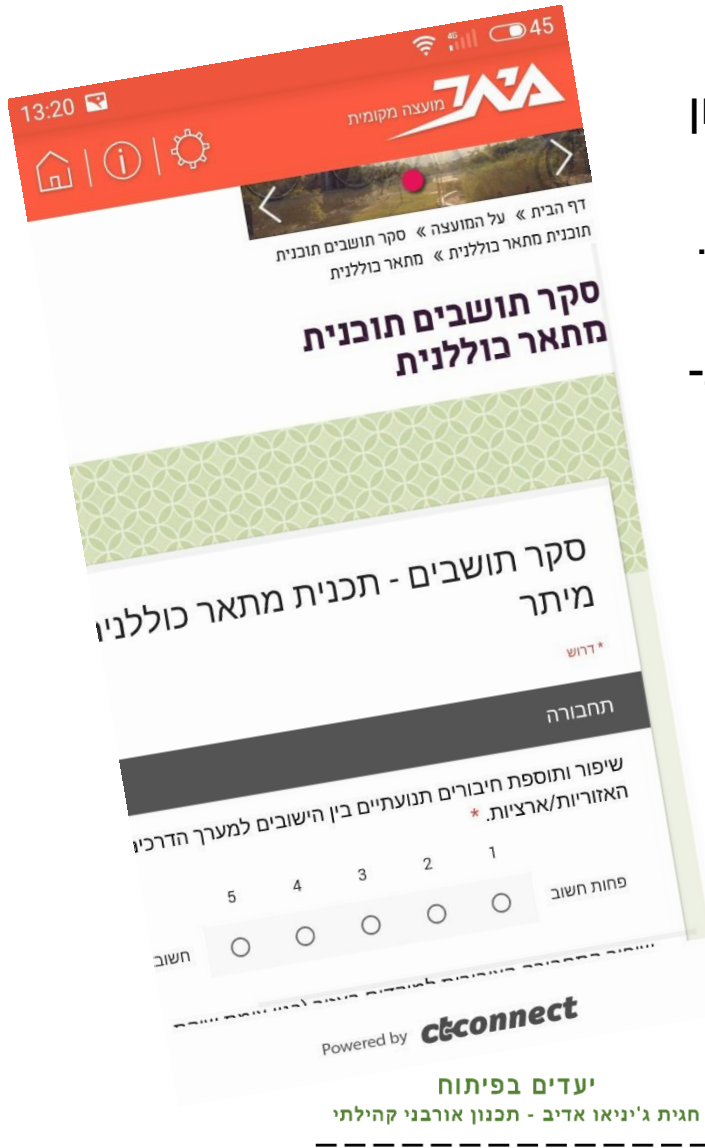 13:20
4G
45
מיתר
מועצה מקומית
דף הבית » על המועצה » סקר תושבים תוכנית
תוכנית מתאר כוללנית » מתאר כוללנית
סקר תושבים תוכנית
מתאר כוללנית
סקר תושבים - תכנית מתאר כוללני
מיתר
* דרוש
תחבורה
שיפור ותוספת חיבורים תנועתיים בין הישובים למערך
האזוריות/ארציות. *
1 2 3 4 5
פחות חשוב
חשוב
Powered by ctconnect
יעדים בפיתוח
חגית ג'יניאו אדיב - תכנון אורבני קהילתי